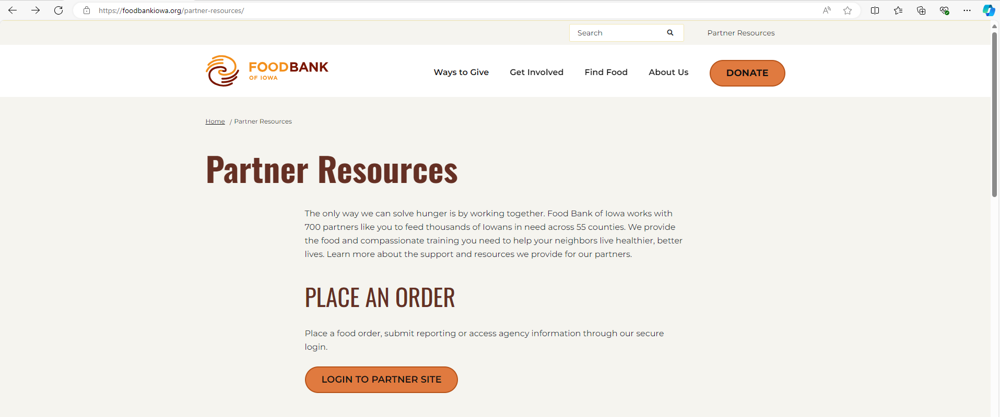 https://foodbankiowa.org/partner-resources/
Search
Partner Resources
FOODBANK
OF IOWA
Ways to Give
Get Involved
Find Food
About Us
DONATE
Home / Partner Resources
Partner Resources
The only way we can solve hunger is by working together. Food Bank of Iowa works with
700 partners like you to feed thousands of Iowans in need across 55 counties. We provide
the food and compassionate training you need to help your neighbors live healthier, better
lives. Learn more about the support and resources we provide for our partners.
PLACE AN ORDER
Place a food order, submit reporting or access agency information through our secure
login.
LOGIN TO PARTNER SITE